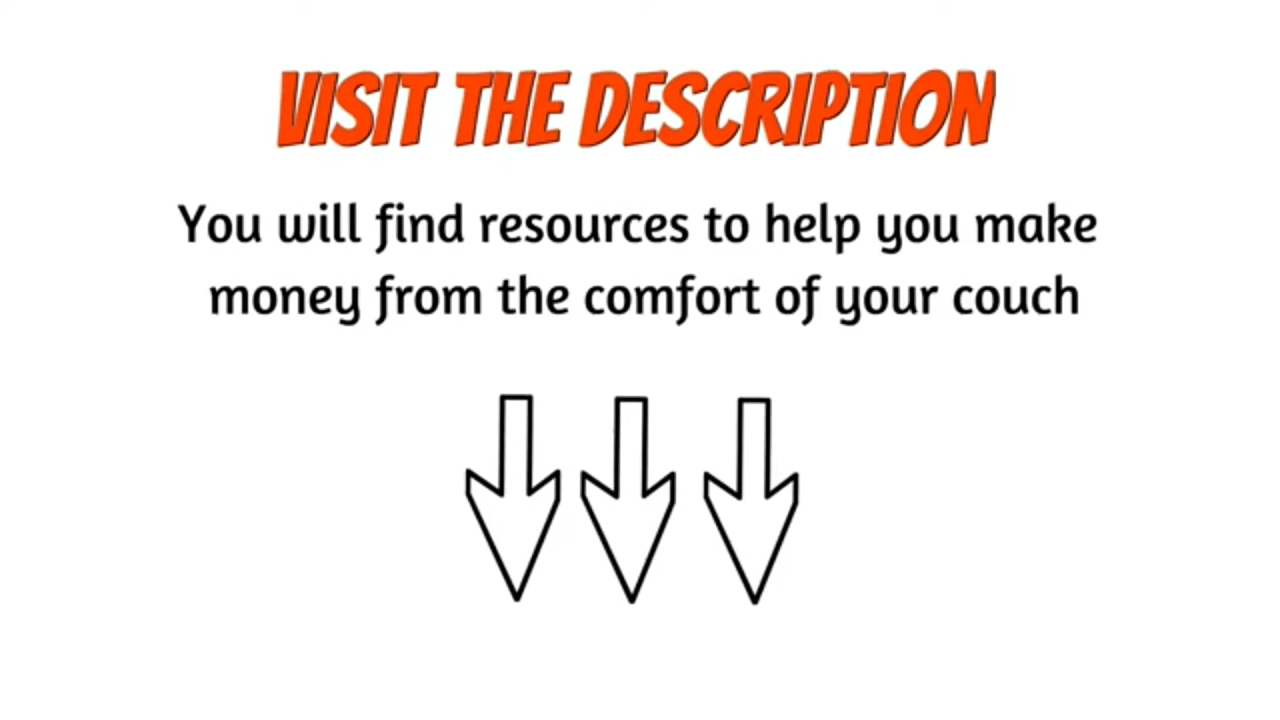 VISIT THE DESCRIPTION
You will find resources to help you make
money from the comfort of your couch